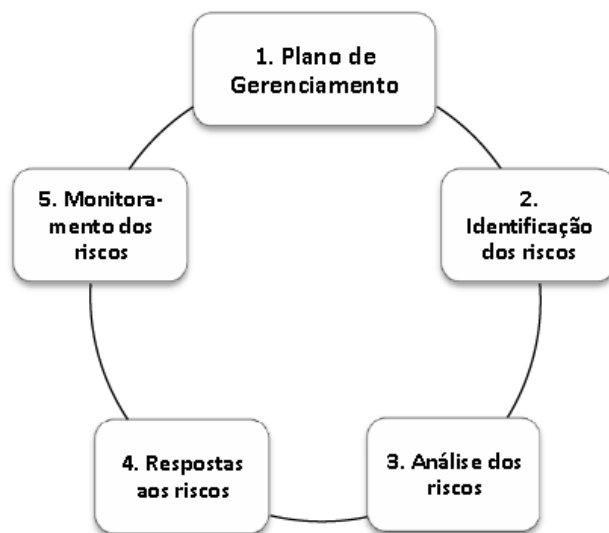 1. Plano de
Gerenciamento
2.
Identificação
dos riscos
3. Análise dos
riscos
4. Respostas
aos riscos
5. Monitora-
mento dos
riscos